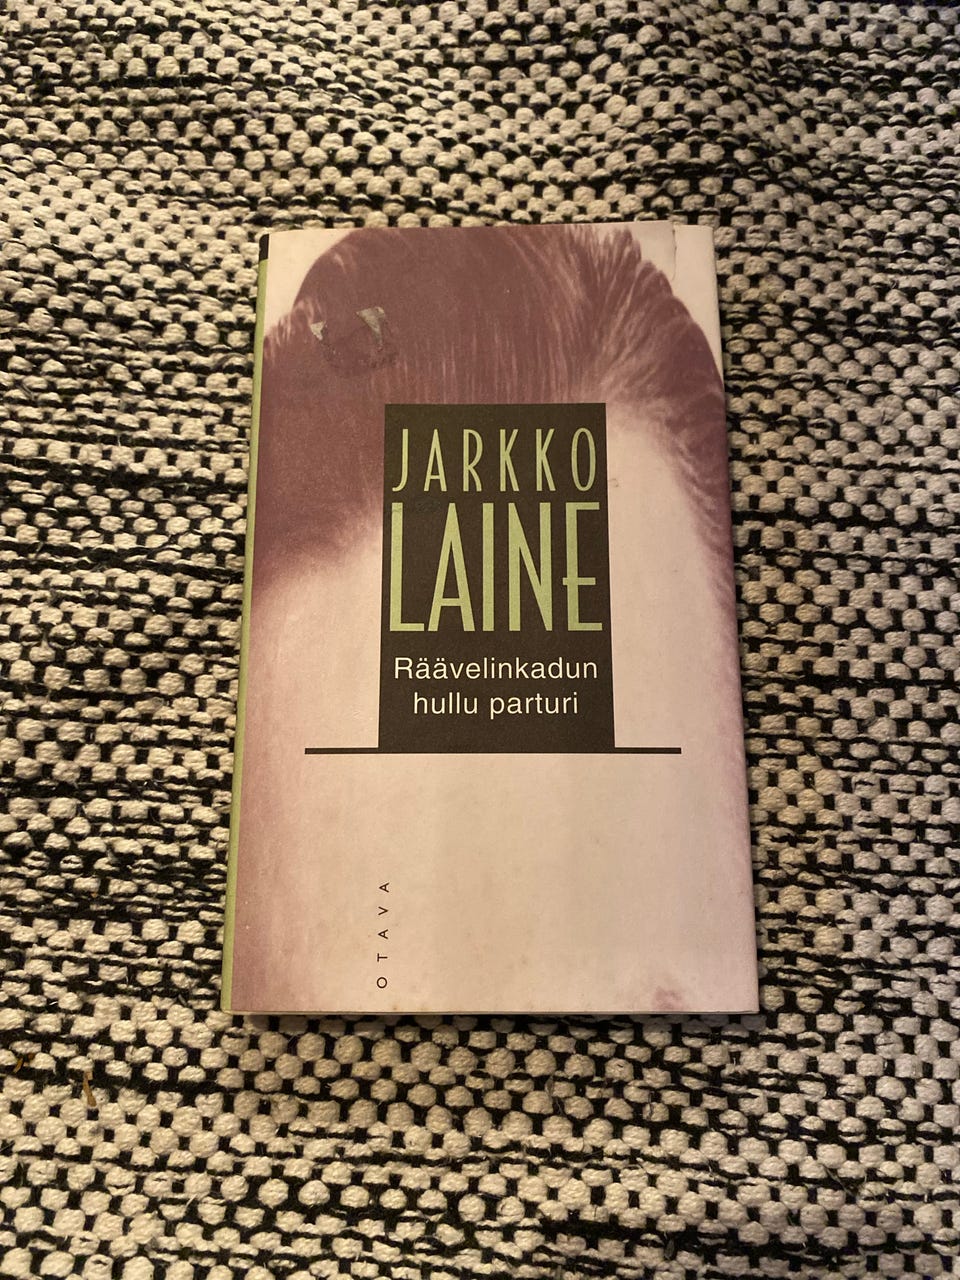 JARKKO
LAINE
Räävelinkadun
hullu parturi
OTAVA